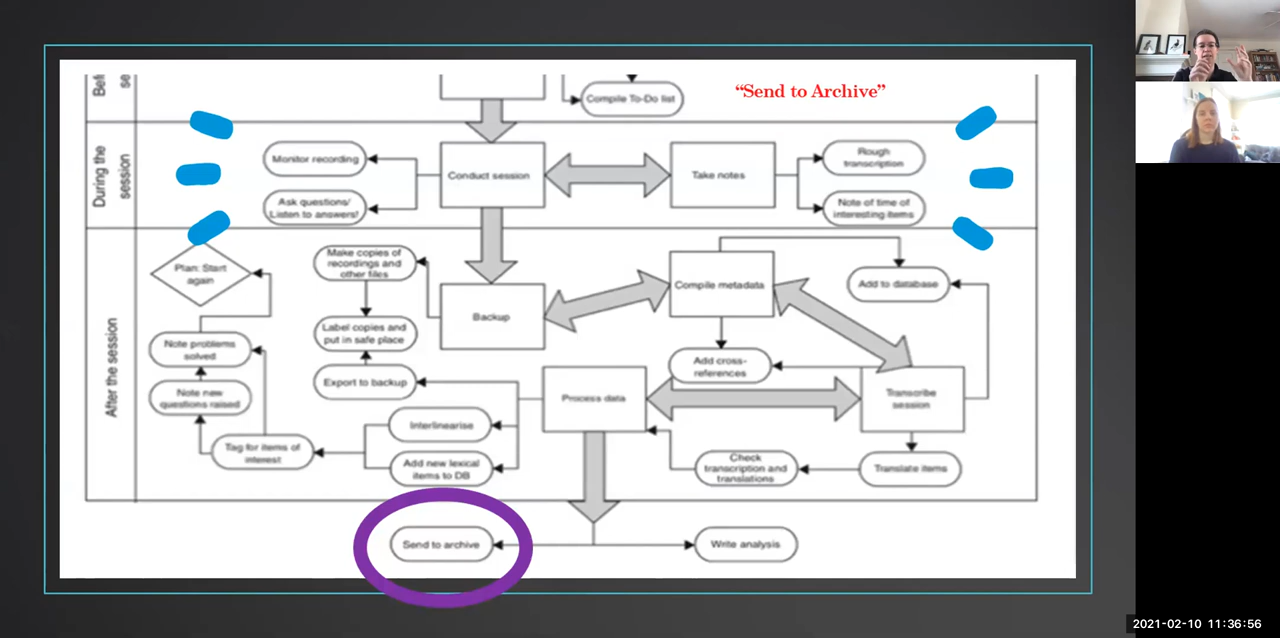 Befo
se
Compile To-Do list
“Send to Archive”
During the
session
Monitor recording
Ask questions/
Listen to answers!
Conduct session
Take notes
Rough
transcription
Note of time of
interesting items
After the session
Plan: Start
again
Make copies of
recordings and
other files
Backup
Compile metadata
Add to database
Note problems
solved
Label copies and
put in safe place
Add cross-
references
Note new
questions raised
Export to backup
Process data
Transcribe
session
Interlinearise
Tag for items of
interest
Add new lexical
items to DB
Check
transcription and
translations
Translate items
Send to archive
Write analysis
2021-02-10 11:36:56